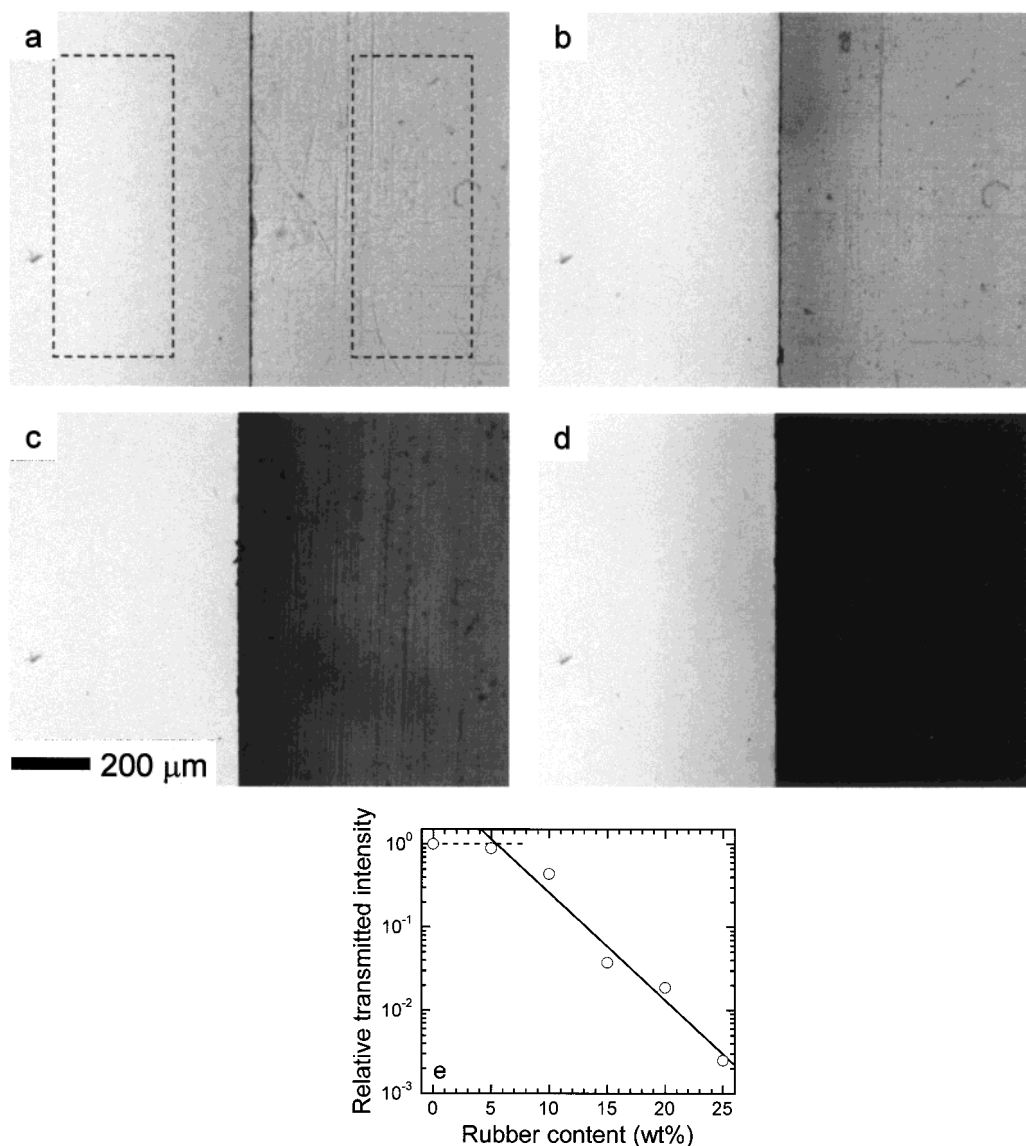 a
b
c
d
200 μm
Relative transmitted intensity
10⁰
10⁻¹
10⁻²
10⁻³
e
0 5 10 15 20 25
Rubber content (wt%)